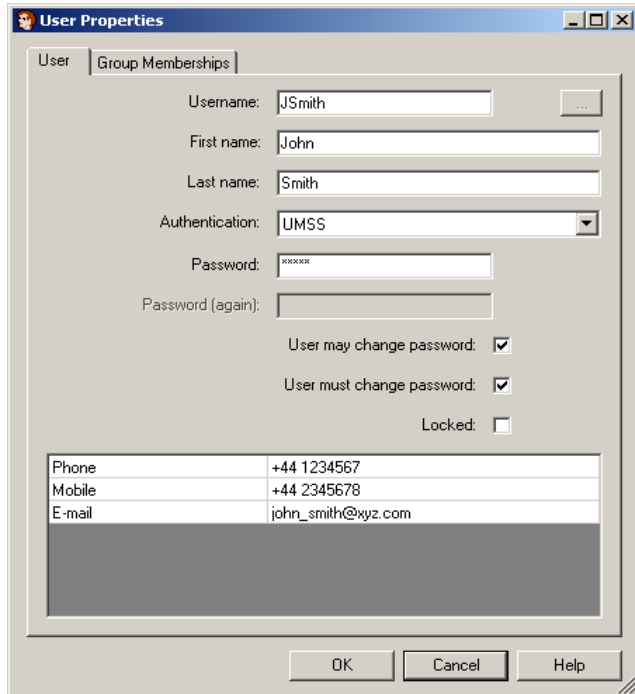 User Properties
User Group Memberships
Username: JSmith ...
First name: John
Last name: Smith
Authentication: UMSS
Password: *****
Password (again):
User may change password:
User must change password:
Locked:
Phone +44 1234567
Mobile +44 2345678
E-mail john_smith@xyz.com
OK Cancel Help